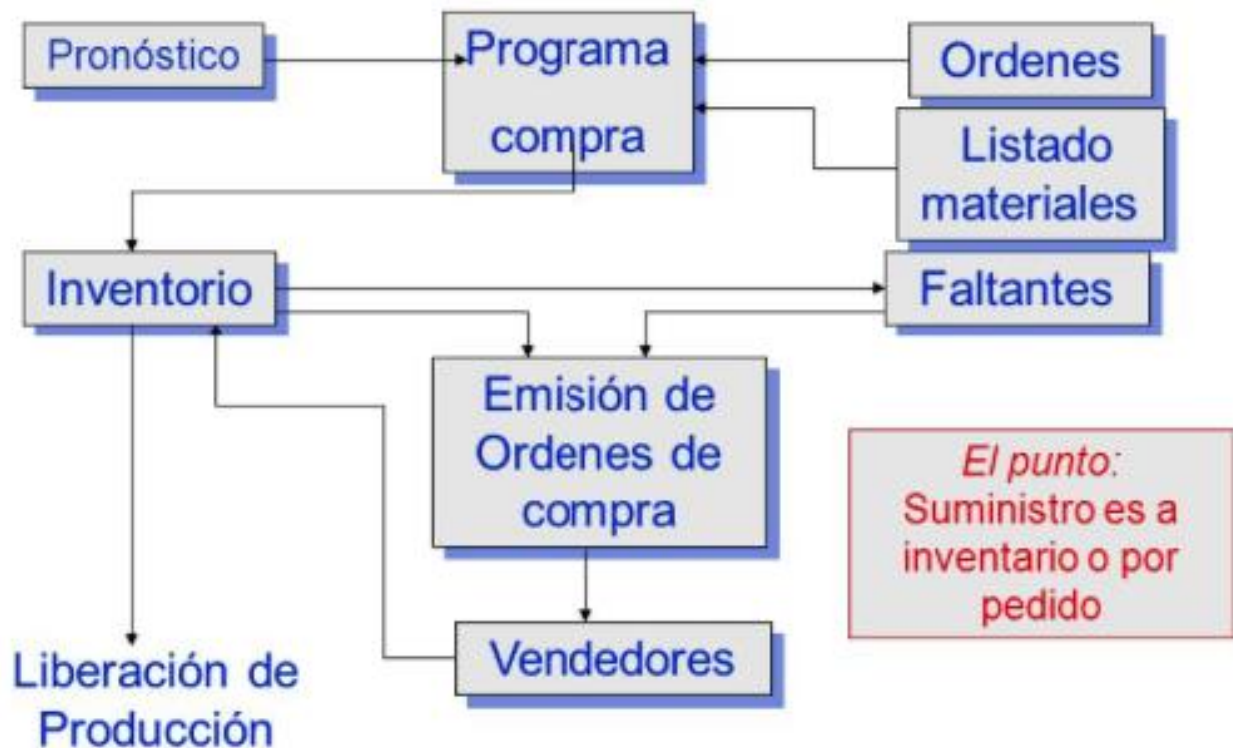 Pronóstico
Programa
compra
Ordenes
Listado
materiales
Inventorio
Faltantes
Emisión de
Ordenes de
compra
El punto:
Suministro es a
inventario o por
pedido
Vendedores
Liberación de
Producción